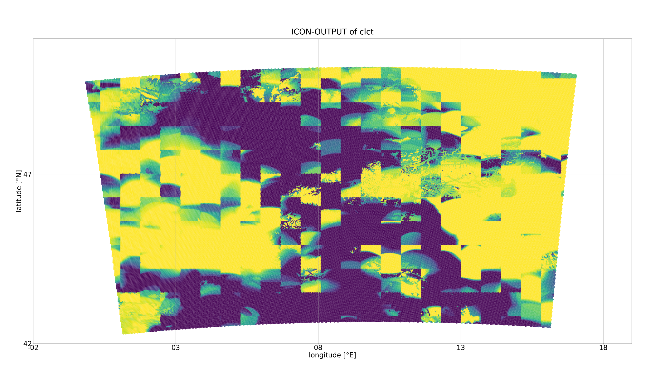 ICON-OUTPUT of clct
latitude [°N]
47
42
02
03
08
13
18
longitude [°E]